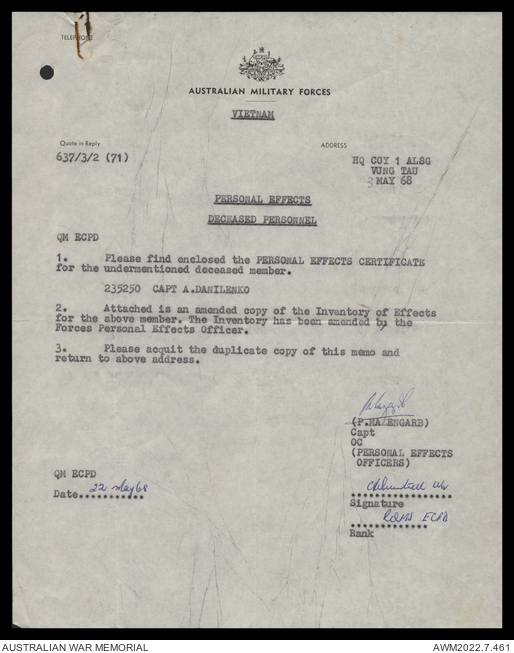 TELEPHONE
AUSTRALIAN MILITARY FORCES
VIETNAM
Quote in Reply
ADDRESS
637/3/2 (71)
HQ COY 1 ALSG
VUNG TAU
3 MAY 68
PERSONAL EFFECTS
DECEASED PERSONNEL
QM ECPD
1. Please find enclosed the PERSONAL EFFECTS CERTIFICATE
for the undermentioned deceased member.
235250 CAPT A.DANILENKO
2. Attached is an amended copy of the Inventory of Effects
for the above member. The Inventory has been amended by the
Forces Personal Effects Officer.
3. Please acquit the duplicate copy of this memo and
return to above address.
(P.MAZENGARB)
Capt
OC
(PERSONAL EFFECTS
OFFICERS)
QM ECPD
Date 22 May 68
Signature
RQMS ECPD
Rank
AUSTRALIAN WAR MEMORIAL
AWM2022.7.461